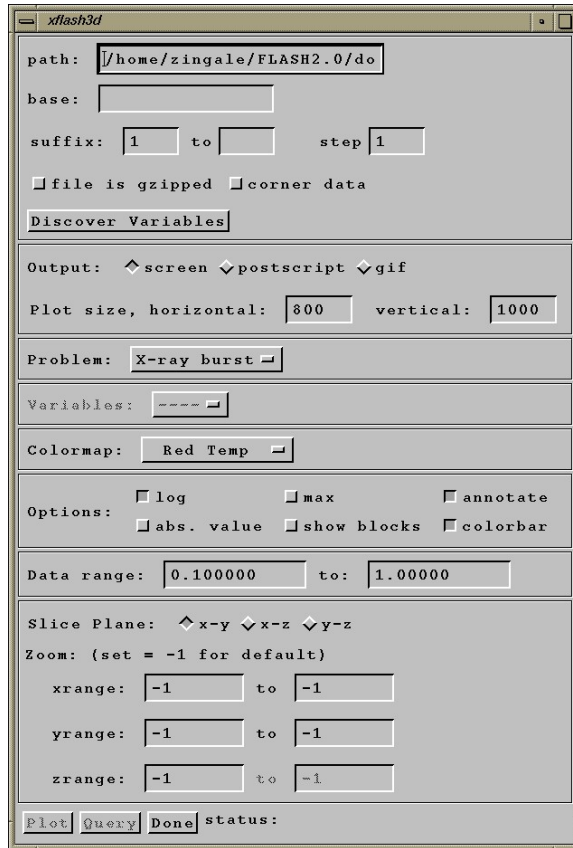 xflash3d
path: /home/zingale/FLASH2.0/do
base:
suffix: 1 to step 1
file is gzipped corner data
Discover Variables
Output: screen postscript gif
Plot size, horizontal: 800 vertical: 1000
Problem: X-ray burst
Variables: ----
Colormap: Red Temp
log max annotate
Options:
abs. value show blocks colorbar
Data range: 0.100000 to: 1.00000
Slice Plane: x-y x-z y-z
Zoom: (set = -1 for default)
xrange: -1 to -1
yrange: -1 to -1
zrange: -1 to -1
Plot Query Done status: